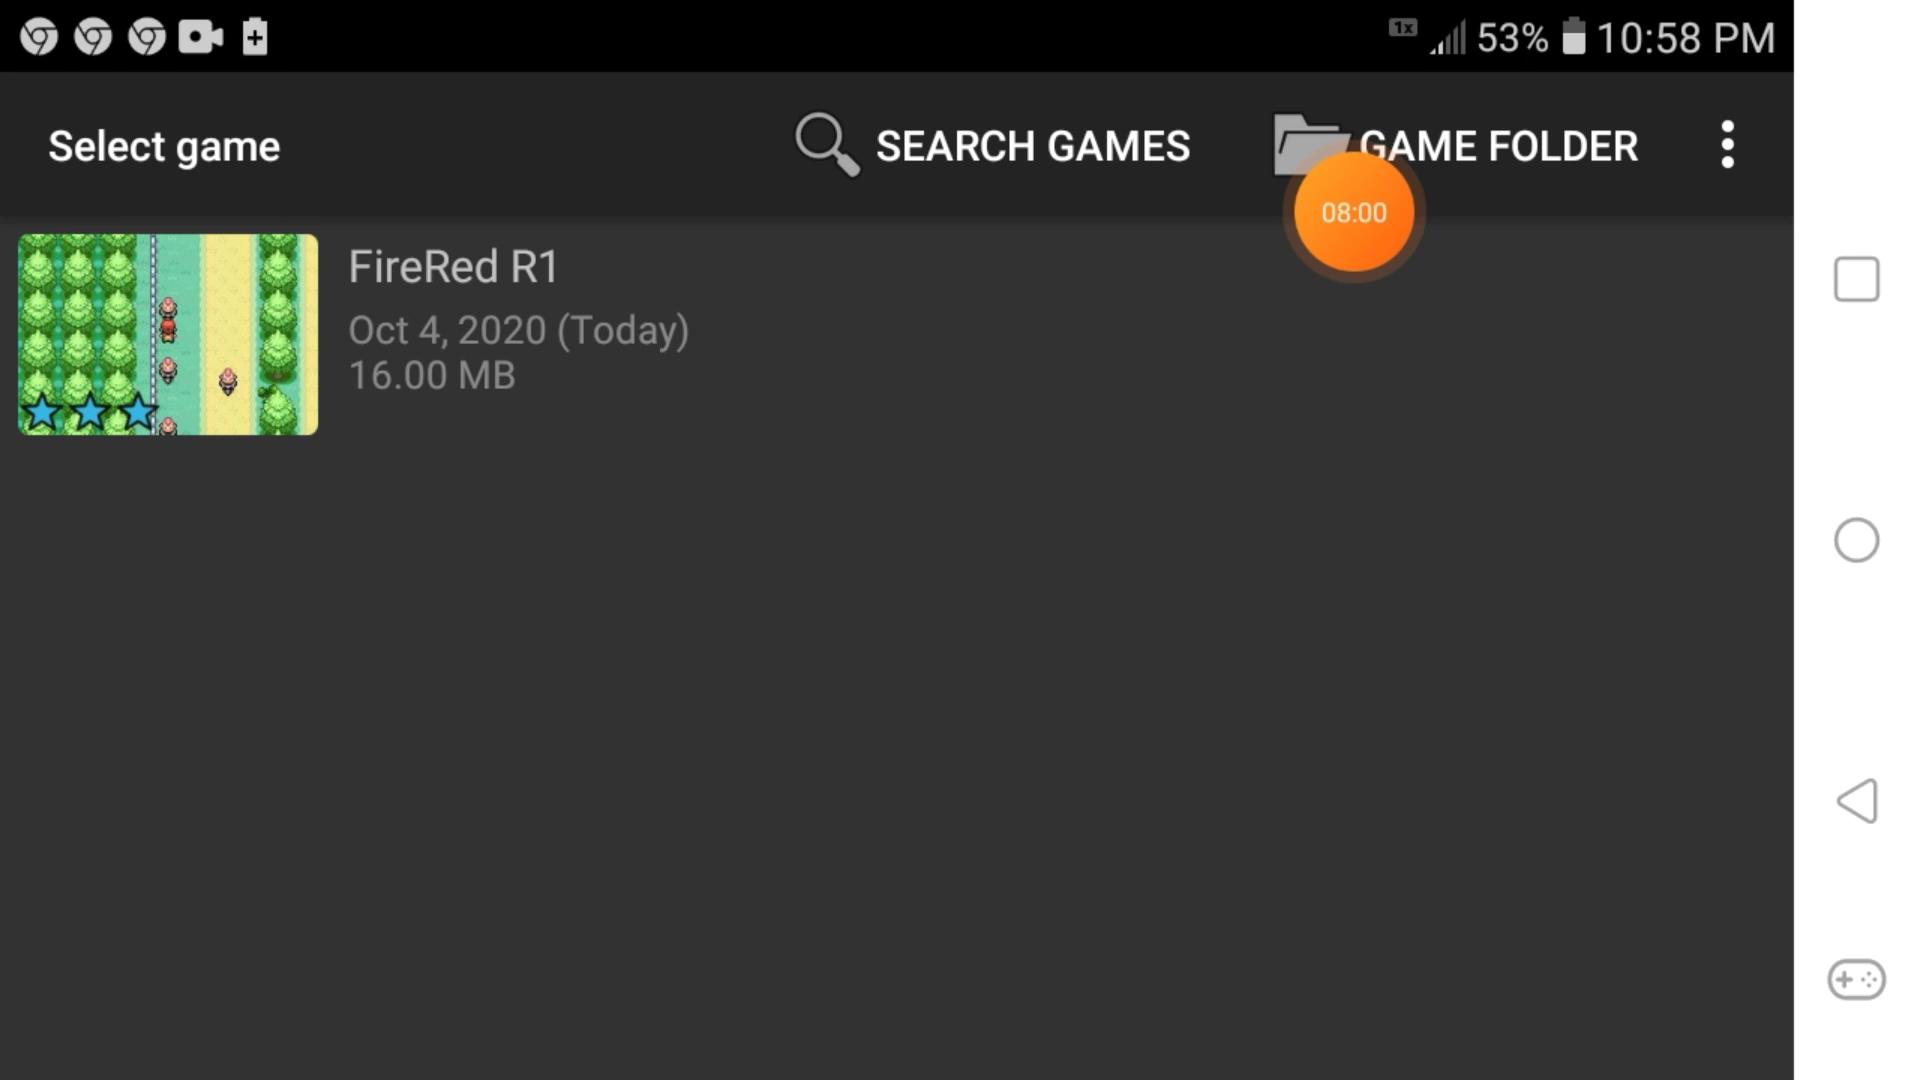 1x 53% 10:58 PM
Select game SEARCH GAMES GAME FOLDER
08:00
FireRed R1
Oct 4, 2020 (Today)
16.00 MB